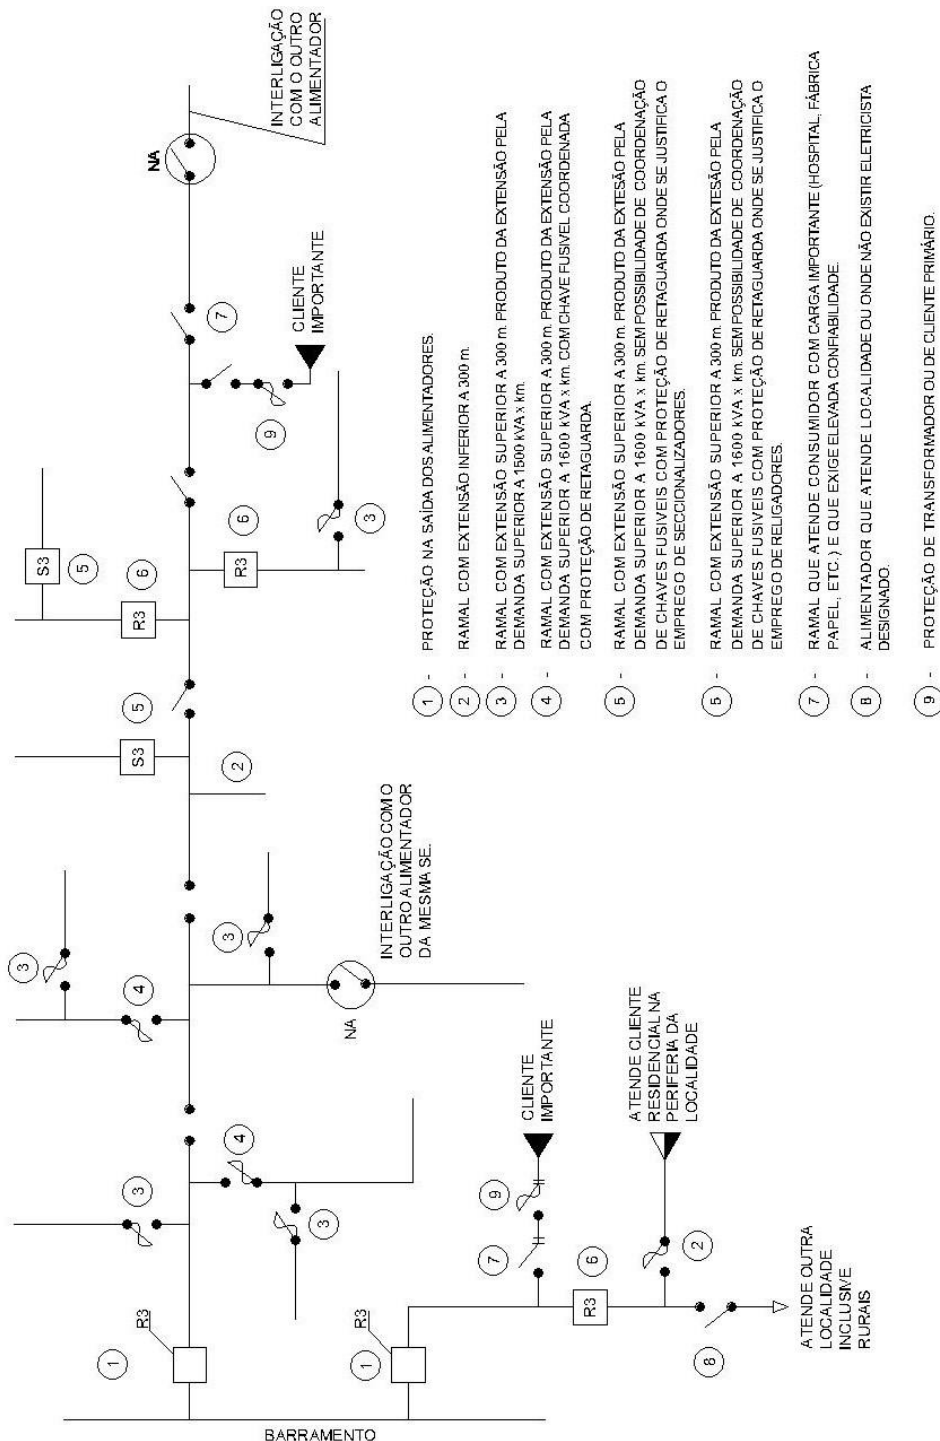 BARRAMENTO
1
R3
1
R3
3
4
3
4
3
3
INTERLIGAÇÃO COM O
OUTRO ALIMENTADOR
DA MESMA SE.
NA
2
S3
5
S3
5
R3
6
R3
6
3
7
9
CLIENTE
IMPORTANTE
NA
INTERLIGAÇÃO
COM O OUTRO
ALIMENTADOR
7
9
CLIENTE
IMPORTANTE
R3
6
2
ATENDE CLIENTE
RESIDENCIAL NA
PERIFERIA DA
LOCALIDADE
8
ATENDE OUTRA
LOCALIDADE
INCLUSIVE
RURAIS
1 - PROTEÇÃO NA SAÍDA DOS ALIMENTADORES.
2 - RAMAL COM EXTENSÃO INFERIOR A 300 m.
3 - RAMAL COM EXTENSÃO SUPERIOR A 300 m PRODUTO DA EXTENSÃO PELA
DEMANDA SUPERIOR A 1500 kVA x km.
4 - RAMAL COM EXTENSÃO SUPERIOR A 300 m. PRODUTO DA EXTENSÃO PELA
DEMANDA SUPERIOR A 1600 kVA x km. COM CHAVE FUSIVEL COORDENADA
COM PROTEÇÃO DE RETAGUARDA.
5 - RAMAL COM EXTENSÃO SUPERIOR A 300 m. PRODUTO DA EXTESÃO PELA
DEMANDA SUPERIOR A 1600 kVA x km. SEM POSSIBILIDADE DE COORDENAÇÃO
DE CHAVES FUSIVEIS COM PROTEÇÃO DE RETAGUARDA ONDE SE JUSTIFICA O
EMPREGO DE SECCIONALIZADORES.
5 - RAMAL COM EXTENSÃO SUPERIOR A 300 m. PRODUTO DA EXTESÃO PELA
DEMANDA SUPERIOR A 1600 kVA x km. SEM POSSIBILIDADE DE COORDENAÇÃO
DE CHAVES FUSIVEIS COM PROTEÇÃO DE RETAGUARDA ONDE SE JUSTIFICA O
EMPREGO DE RELIGADORES.
7 - RAMAL QUE ATENDE CONSUMIDOR COM CARGA IMPORTANTE (HOSPITAL, FÁBRICA
PAPEL, ETC.) E QUE EXIGE ELEVADA CONFIABILIDADE.
8 - ALIMENTADOR QUE ATENDE LOCALIDADE OU ONDE NÃO EXISTIR ELETRICISTA
DESIGNADO.
9 - PROTEÇÃO DE TRANSFORMADOR OU DE CLIENTE PRIMÁRIO.